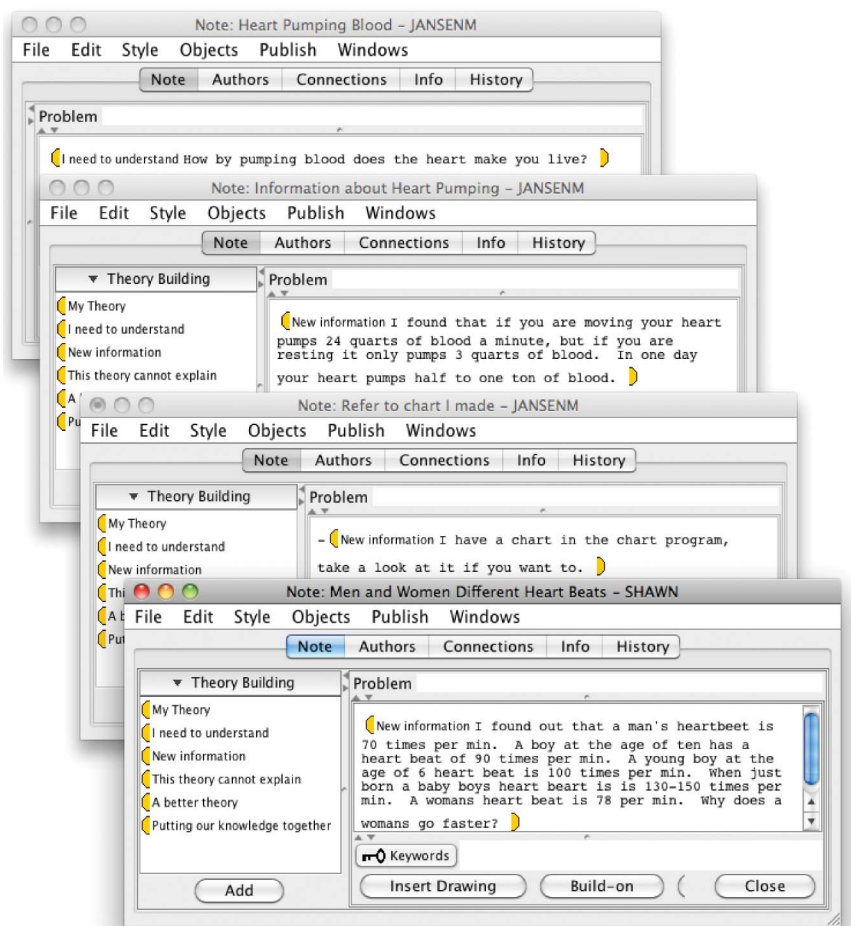 Note: Heart Pumping Blood – JANSENM
File Edit Style Objects Publish Windows
Note Authors Connections Info History
Problem
I need to understand How by pumping blood does the heart make you live?
Note: Information about Heart Pumping – JANSENM
File Edit Style Objects Publish Windows
Note Authors Connections Info History
Theory Building
Problem
My Theory
I need to understand
New information
This theory cannot explain
A
Pu
New information I found that if you are moving your heart
pumps 24 quarts of blood a minute, but if you are
resting it only pumps 3 quarts of blood. In one day
your heart pumps half to one ton of blood.
Note: Refer to chart I made – JANSENM
File Edit Style Objects Publish Windows
Note Authors Connections Info History
Theory Building
Problem
My Theory
I need to understand
New information
Thi
A b
Put
– New information I have a chart in the chart program,
take a look at it if you want to.
Note: Men and Women Different Heart Beats – SHAWN
File Edit Style Objects Publish Windows
Note Authors Connections Info History
Theory Building
Problem
My Theory
I need to understand
New information
This theory cannot explain
A better theory
Putting our knowledge together
New information I found out that a man's heartbeet is
70 times per min. A boy at the age of ten has a
heart beat of 90 times per min. A young boy at the
age of 6 heart beat is 100 times per min. When just
born a baby boys heart beart is is 130-150 times per
min. A womans heart beat is 78 per min. Why does a
womans go faster?
Keywords
Add
Insert Drawing Build-on ( Close